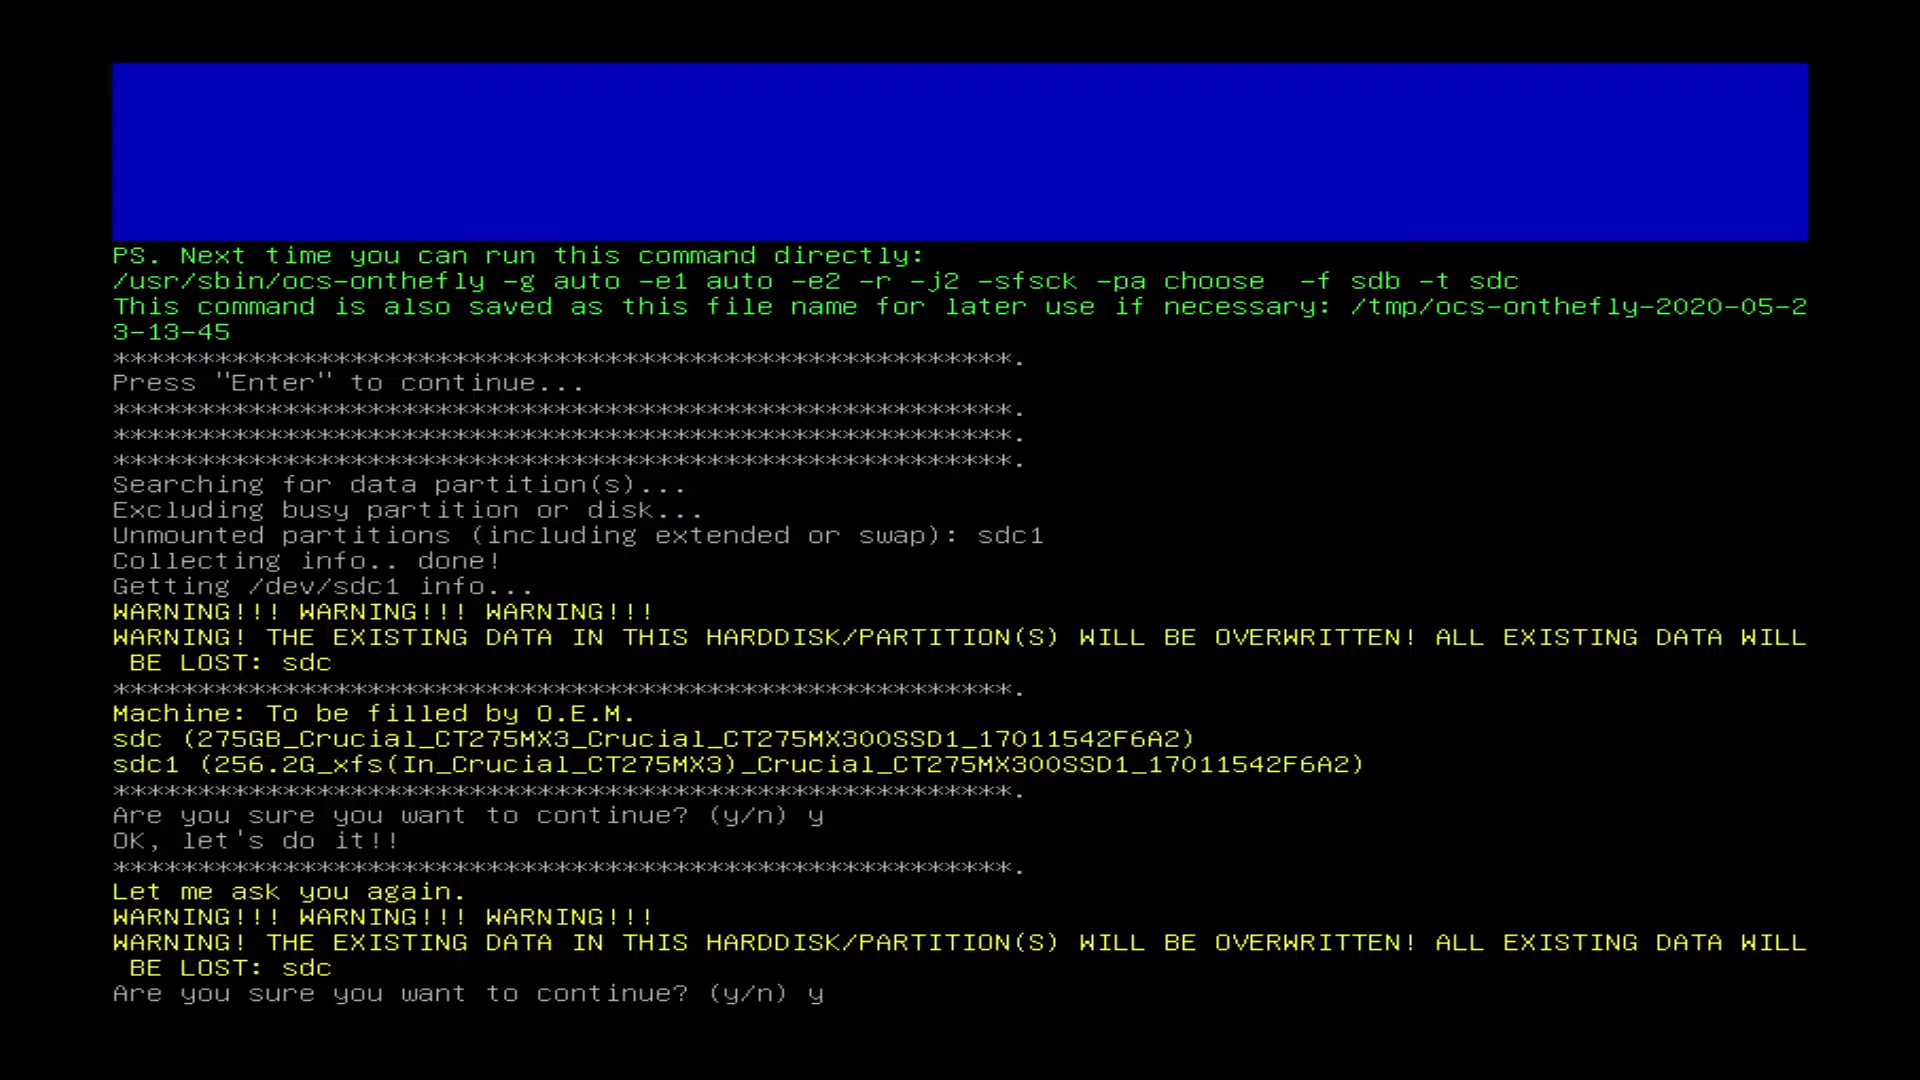 PS. Next time you can run this command directly:
/usr/sbin/ocs-onthefly -g auto -e1 auto -e2 -r -j2 -sfsck -pa choose  -f sdb -t sdc
This command is also saved as this file name for later use if necessary: /tmp/ocs-onthefly-2020-05-2
3-13-45
*****************************************************.
Press "Enter" to continue...
*****************************************************.
*****************************************************.
*****************************************************.
Searching for data partition(s)...
Excluding busy partition or disk...
Unmounted partitions (including extended or swap): sdc1
Collecting info.. done!
Getting /dev/sdc1 info...
WARNING!!! WARNING!!! WARNING!!!
WARNING! THE EXISTING DATA IN THIS HARDDISK/PARTITION(S) WILL BE OVERWRITTEN! ALL EXISTING DATA WILL
 BE LOST: sdc
*****************************************************.
Machine: To be filled by O.E.M.
sdc (275GB_Crucial_CT275MX3_Crucial_CT275MX300SSD1_17011542F6A2)
sdc1 (256.2G_xfs(In_Crucial_CT275MX3)_Crucial_CT275MX300SSD1_17011542F6A2)
*****************************************************.
Are you sure you want to continue? (y/n) y
OK, let's do it!!
*****************************************************.
Let me ask you again.
WARNING!!! WARNING!!! WARNING!!!
WARNING! THE EXISTING DATA IN THIS HARDDISK/PARTITION(S) WILL BE OVERWRITTEN! ALL EXISTING DATA WILL
 BE LOST: sdc
Are you sure you want to continue? (y/n) y